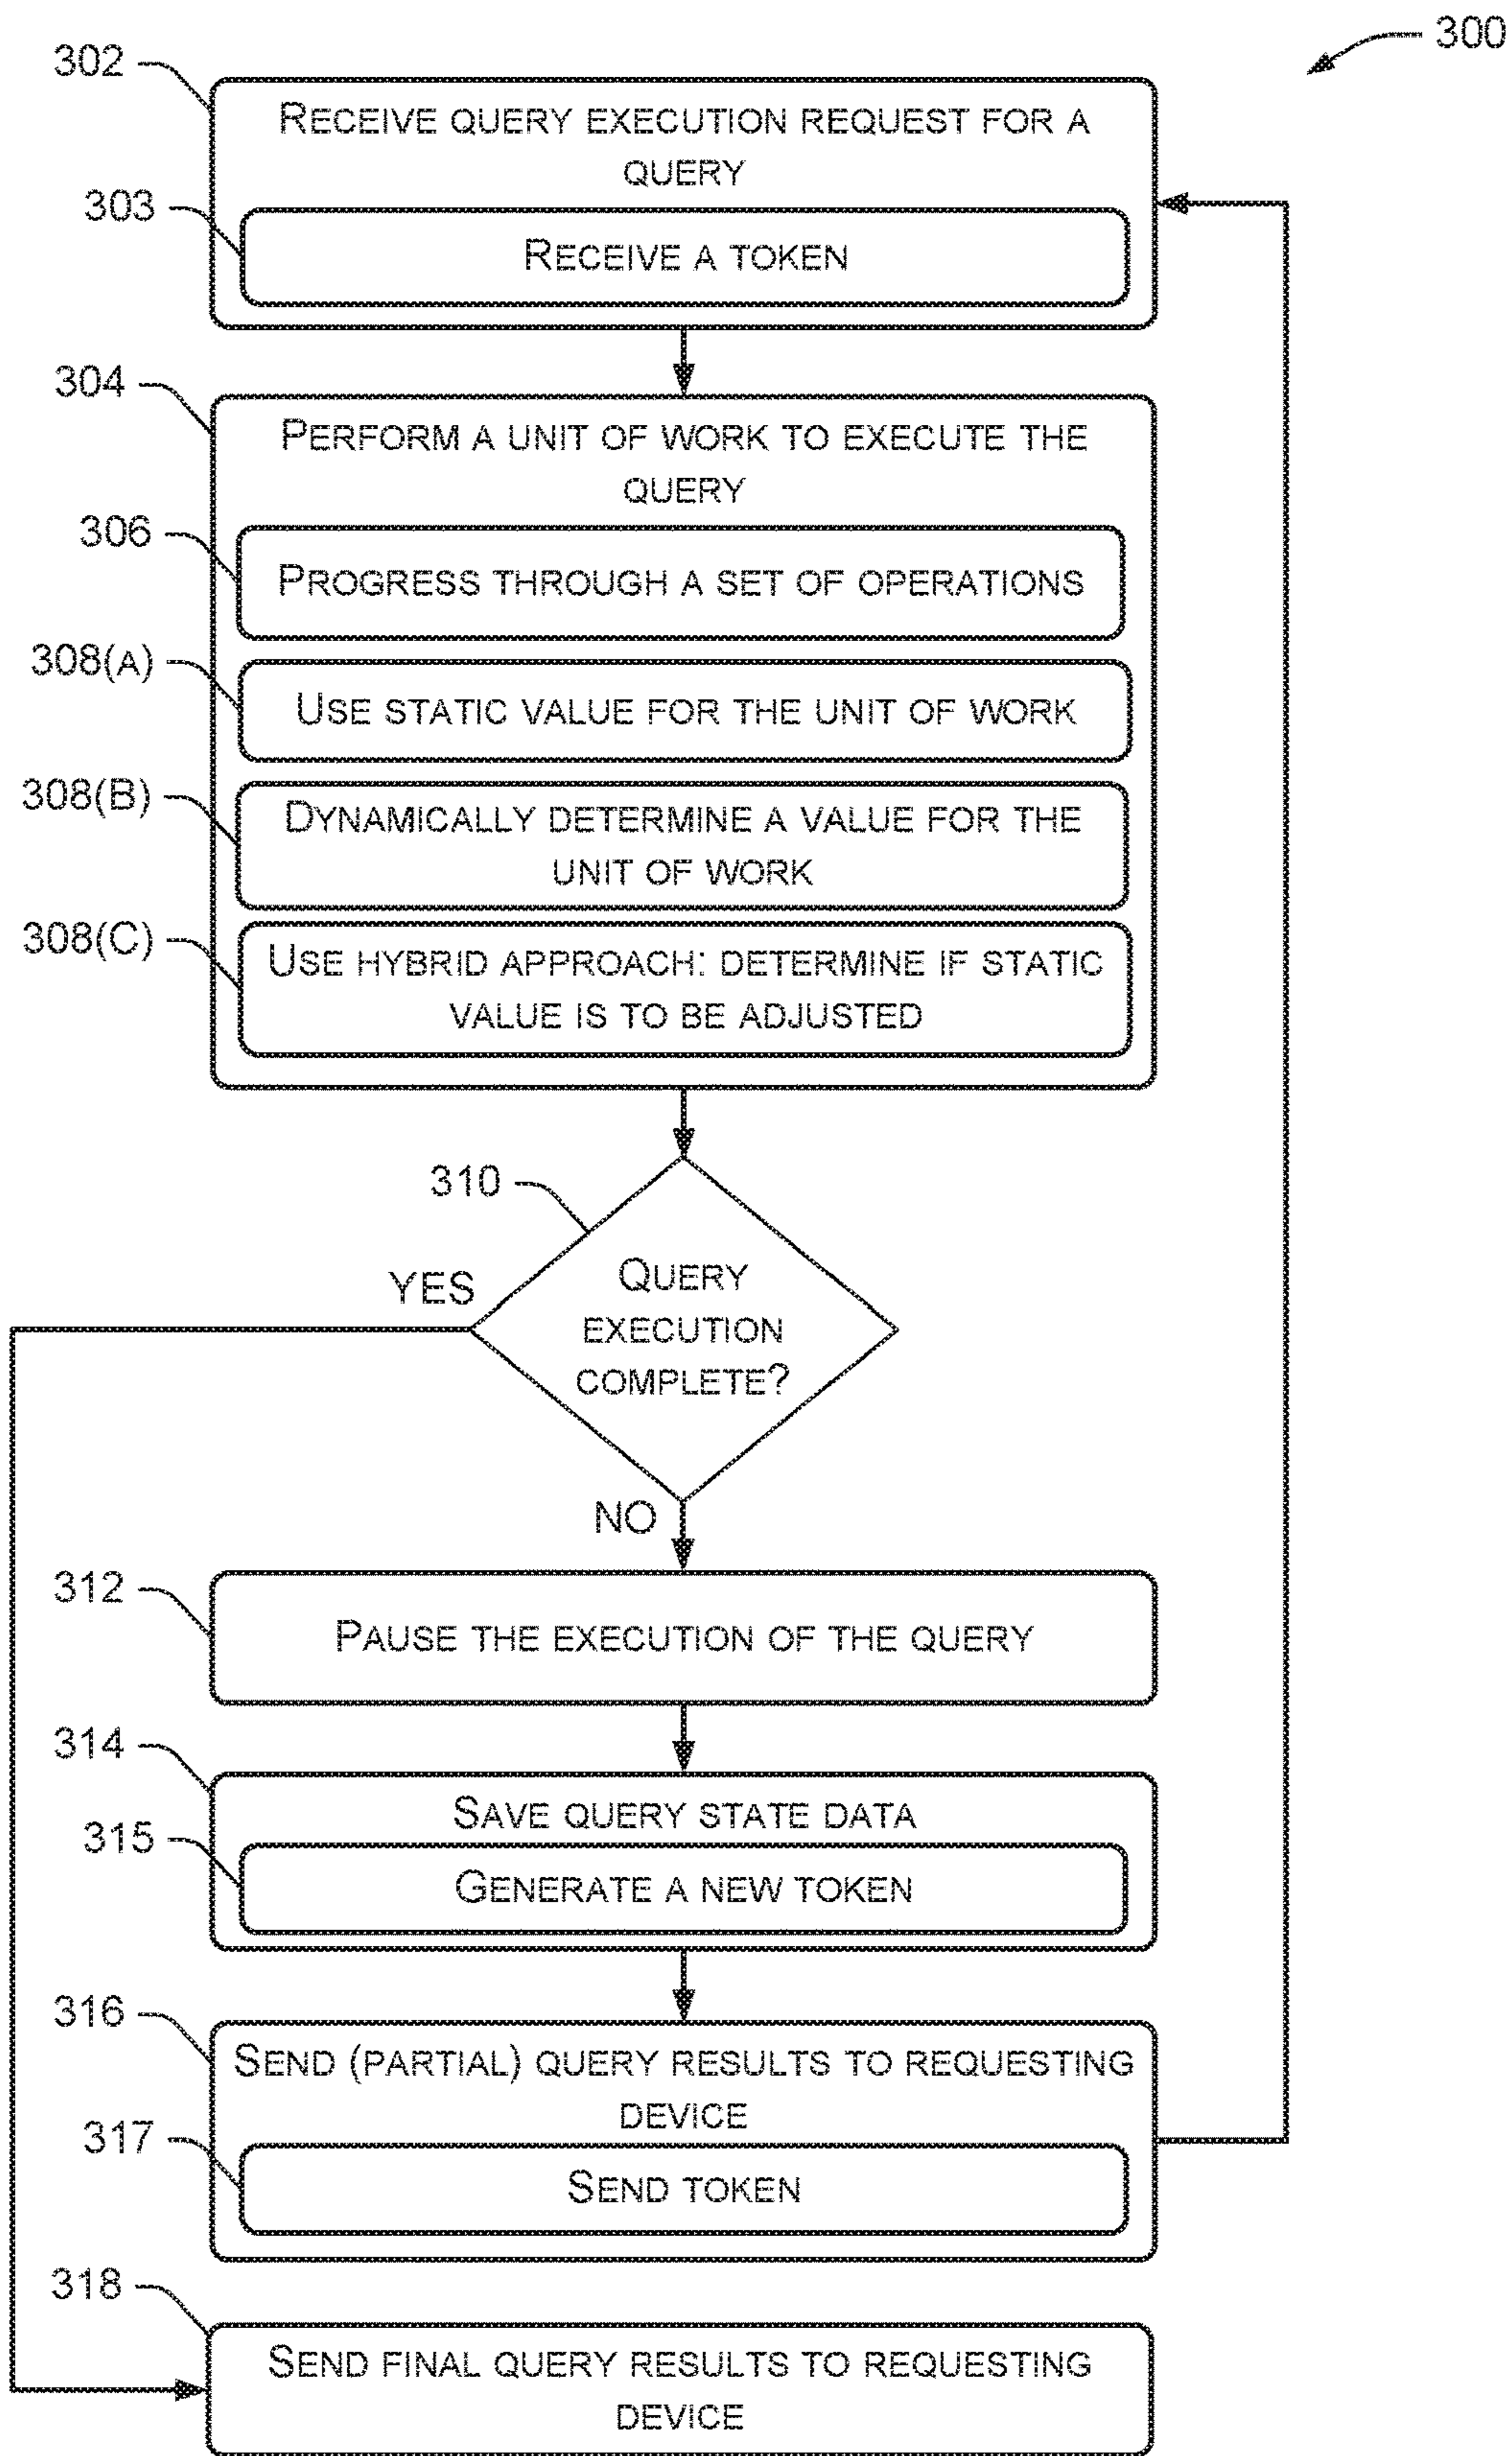 300
302
RECEIVE QUERY EXECUTION REQUEST FOR A
QUERY
303
RECEIVE A TOKEN
304
PERFORM A UNIT OF WORK TO EXECUTE THE
QUERY
306
PROGRESS THROUGH A SET OF OPERATIONS
308(A)
USE STATIC VALUE FOR THE UNIT OF WORK
308(B)
DYNAMICALLY DETERMINE A VALUE FOR THE
UNIT OF WORK
308(C)
USE HYBRID APPROACH: DETERMINE IF STATIC
VALUE IS TO BE ADJUSTED
310
QUERY
EXECUTION
COMPLETE?
YES
NO
312
PAUSE THE EXECUTION OF THE QUERY
314
SAVE QUERY STATE DATA
315
GENERATE A NEW TOKEN
316
SEND (PARTIAL) QUERY RESULTS TO REQUESTING
DEVICE
317
SEND TOKEN
318
SEND FINAL QUERY RESULTS TO REQUESTING
DEVICE